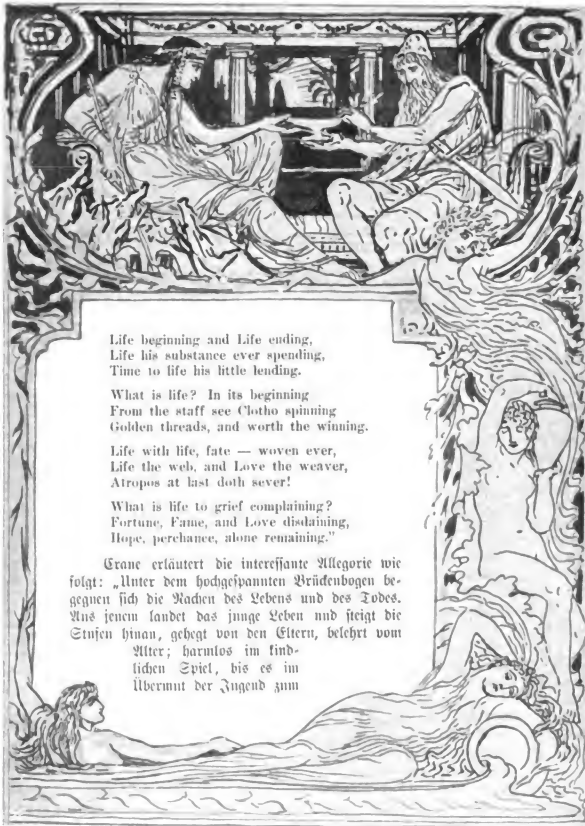 Life beginning and Life ending,
Life his substance ever spending,
Time to life his little lending.
What is life? In its beginning
From the staff see Clotho spinning
Golden threads, and worth the winning.
Life with life, fate — woven ever,
Life the web, and Love the weaver,
Atropos at last doth sever!
What is life to grief complaining?
Fortune, Fame, and Love disdaining,
Hope, perchance, alone remaining.”
Crane erläutert die interessante Allegorie wie
folgt: „Unter dem hochgespannten Brückenbogen be-
gegnen sich die Nachen des Lebens und des Todes.
Aus jenem landet das junge Leben und steigt die
Stufen hinan, gehegt von den Eltern, belehrt vom
Alter; harmlos im kind-
lichen Spiel, bis es im
Übermut der Jugend zum